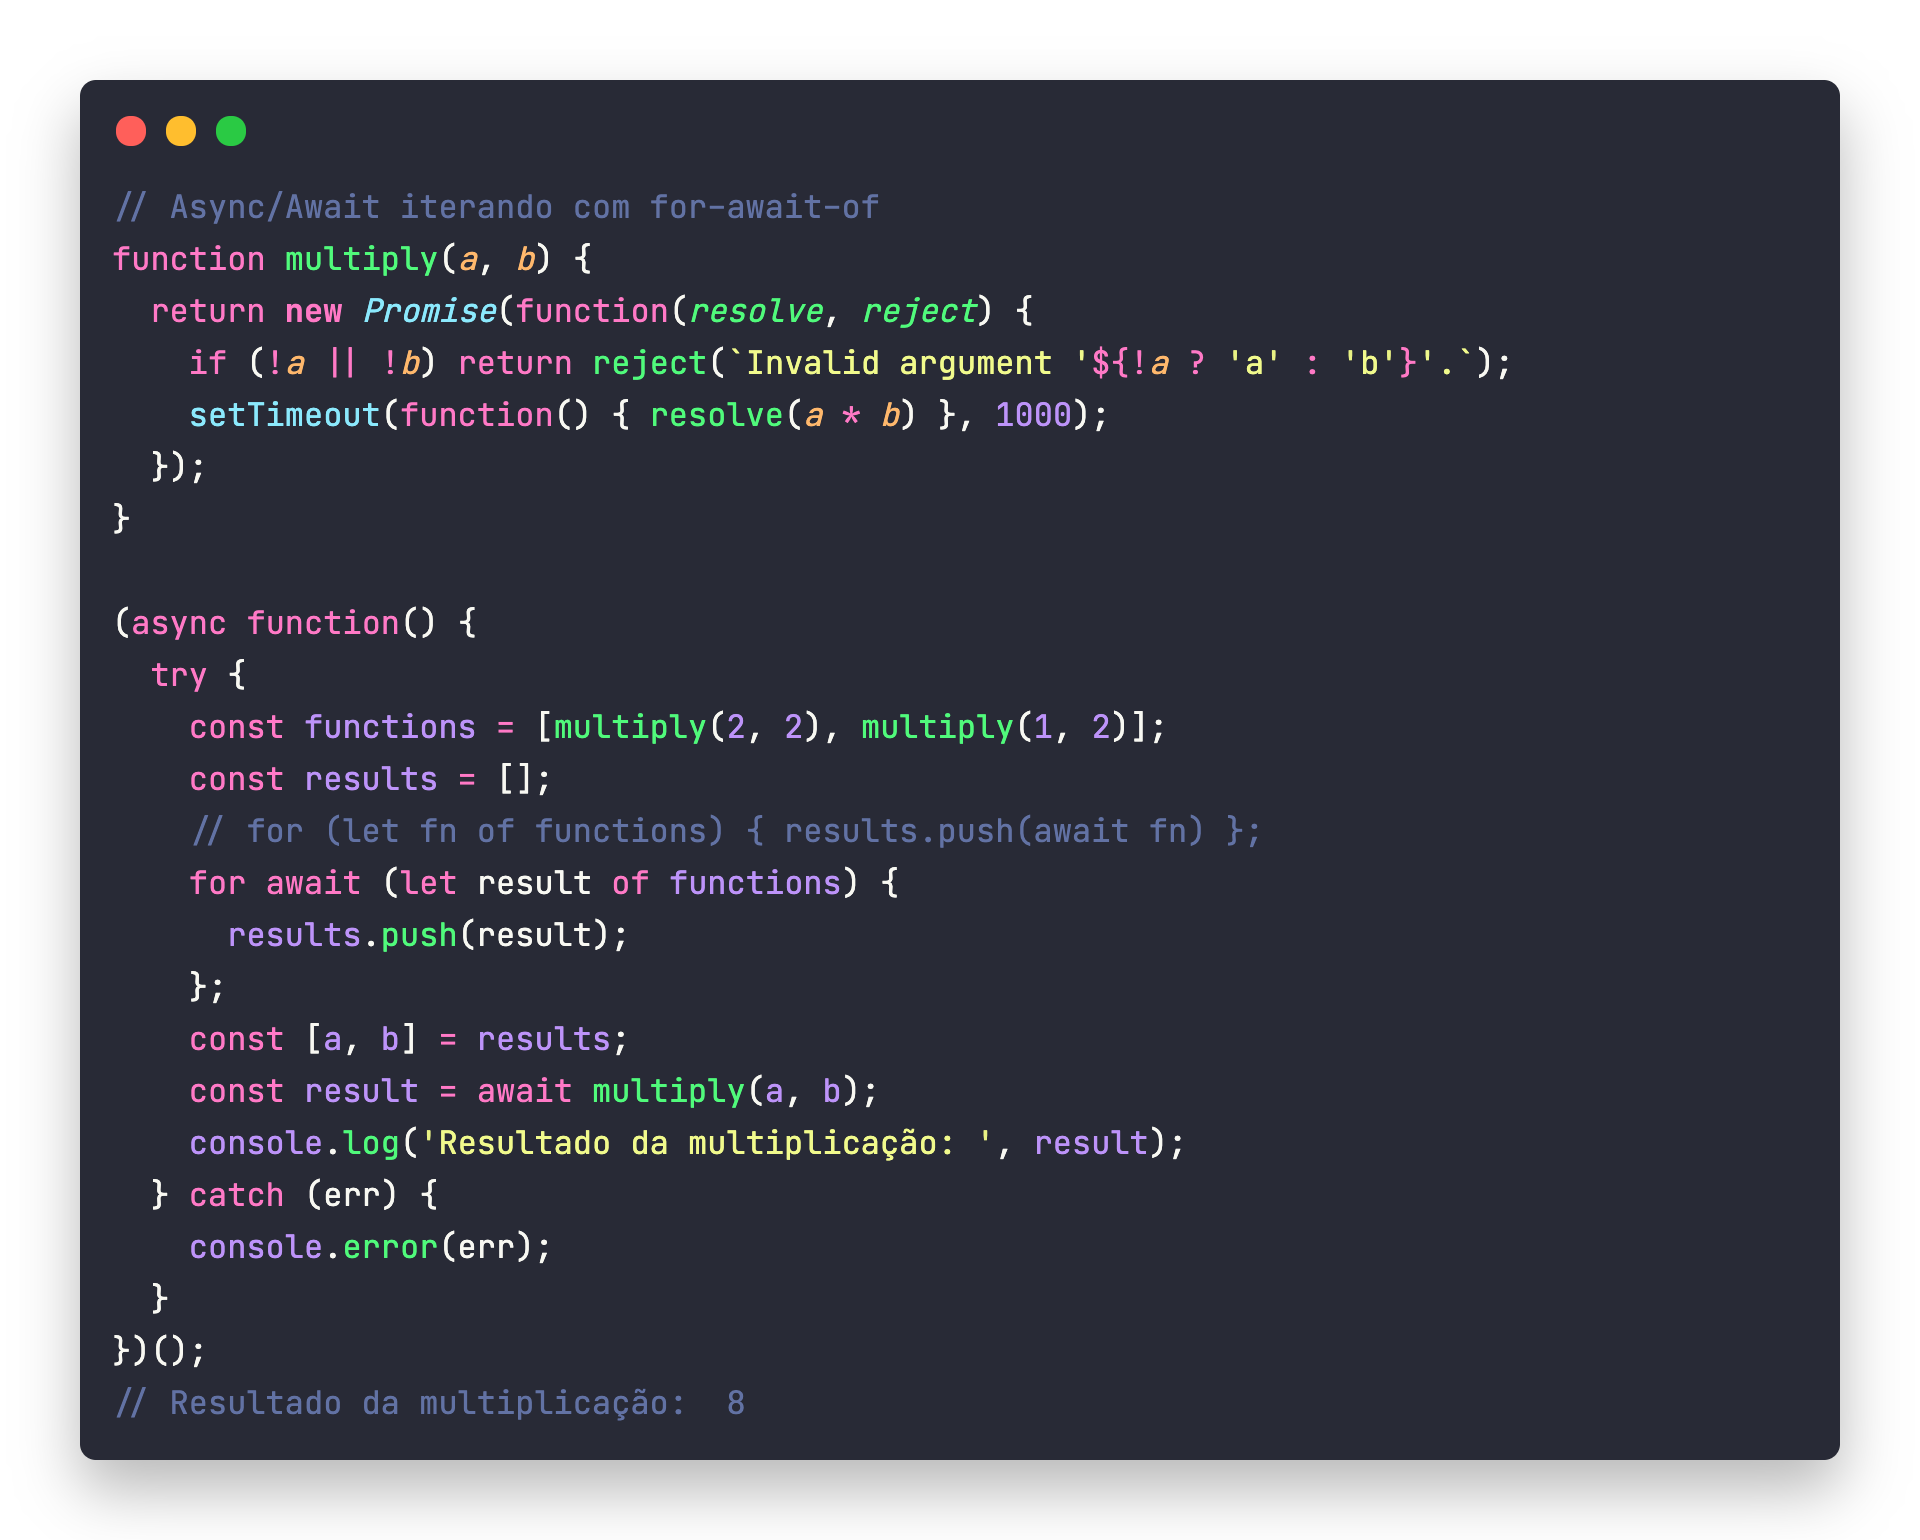 // Async/Await iterando com for-await-of
function multiply(a, b) {
  return new Promise(function(resolve, reject) {
    if (!a || !b) return reject(`Invalid argument '${!a ? 'a' : 'b'}'.`);
    setTimeout(function() { resolve(a * b) }, 1000);
  });
}

(async function() {
  try {
    const functions = [multiply(2, 2), multiply(1, 2)];
    const results = [];
    // for (let fn of functions) { results.push(await fn) };
    for await (let result of functions) {
      results.push(result);
    };
    const [a, b] = results;
    const result = await multiply(a, b);
    console.log('Resultado da multiplicação: ', result);
  } catch (err) {
    console.error(err);
  }
})();
// Resultado da multiplicação:  8